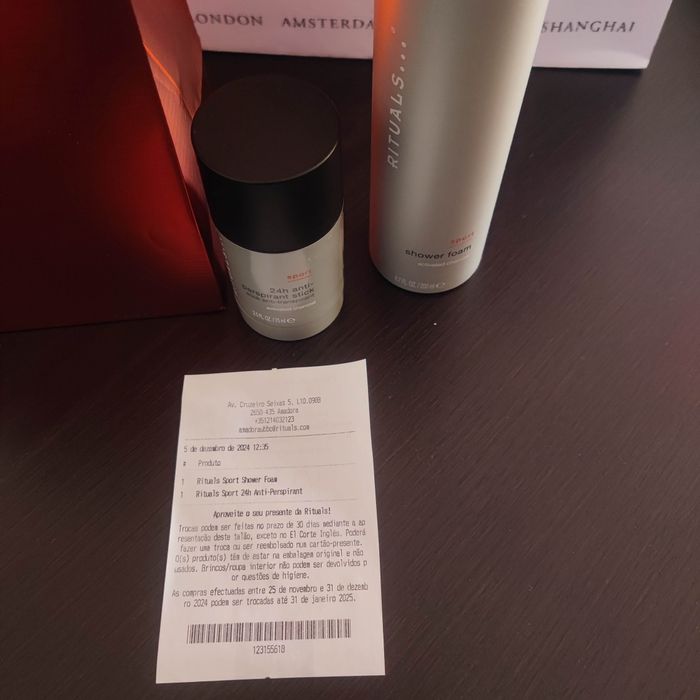 LONDON AMSTERDA
SHANGHAI
RITUALS...
sport
24h anti-
perspirant stick
sport
shower foam
Av. Cruzeiro Seixas 5, L10.090B
2650-435 Amadora
+351214032123
amadoraubbo@rituals.com
5 de dezembro de 2024 12:35
# Produto
1 Rituals Sport Shower Foam
1 Rituals Sport 24h Anti-Perspirant
Aproveite o seu presente da Rituals!
Trocas podem ser feitas no prazo de 30 dias mediante a ap
resentação deste talão, exceto no El Corte Inglés. Poderá
fazer uma troca ou ser reembolsado num cartão-presente.
O(s) produto(s) têm de estar na embalagem original e não
usados. Brincos/roupa interior não podem ser devolvidos p
or questões de higiene.
As compras efectuadas entre 25 de novembro e 31 de dezemb
ro 2024 podem ser trocadas até 31 de janeiro 2025.
123155618